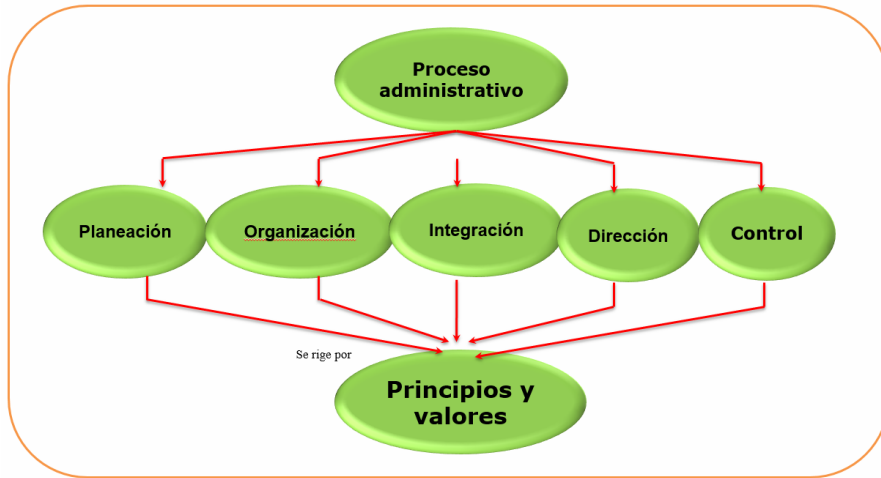 Proceso
administrativo
Planeación
Organización
Integración
Dirección
Control
Se rige por
Principios y
valores